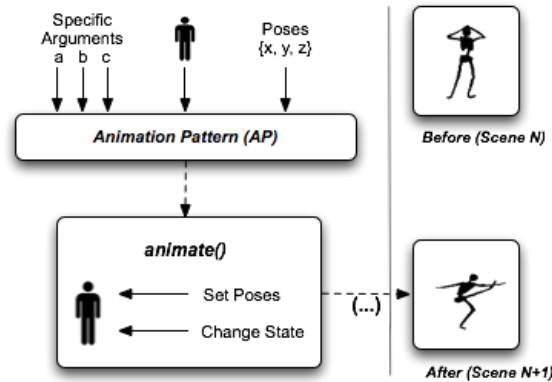 Specific
Arguments
a b c
Poses
{x, y, z}
Animation Pattern (AP)
animate()
Set Poses
Change State
(...)
Before (Scene N)
After (Scene N+1)